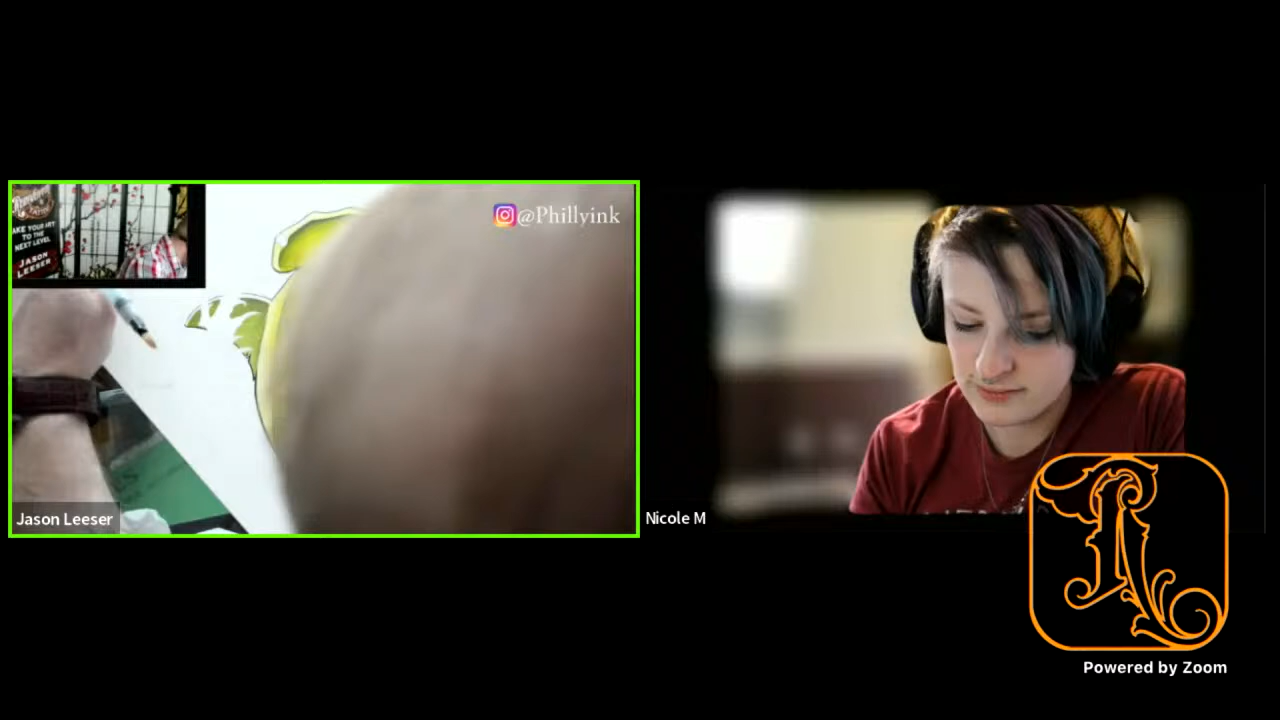 @Phillyink
AKE YOUR ART
TO THE
NEXT LEVEL
JASON
LEESER
Jason Leeser
Nicole M
Powered by Zoom